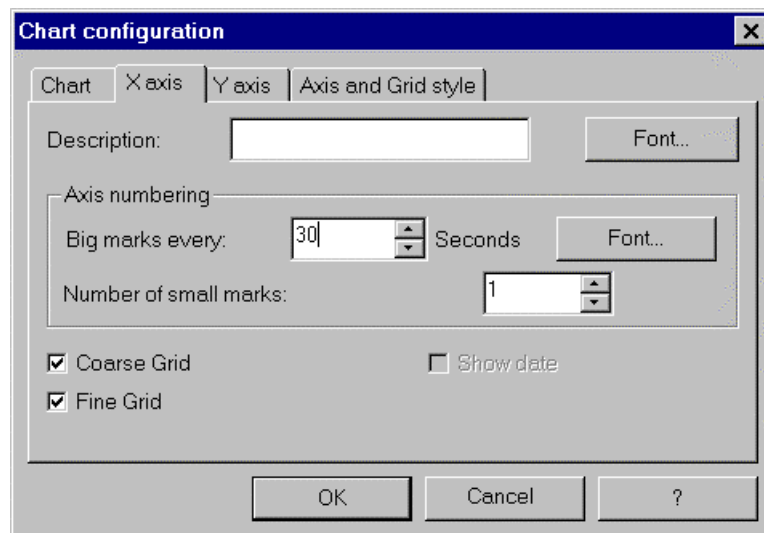 Chart configuration
Chart X axis Y axis Axis and Grid style
Description: Font...
Axis numbering
Big marks every: 30 Seconds Font...
Number of small marks: 1
Coarse Grid Show date
Fine Grid
OK Cancel ?